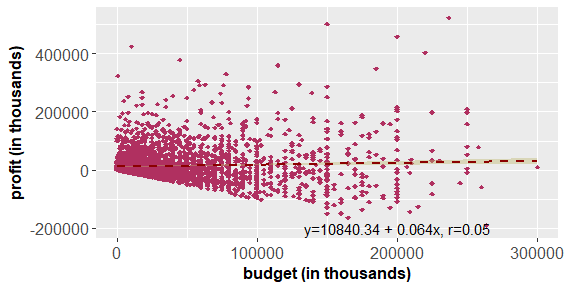 400000
200000
0
-200000
profit (in thousands)
y=10840.34 + 0.064x, r=0.05
0
100000
200000
300000
budget (in thousands)